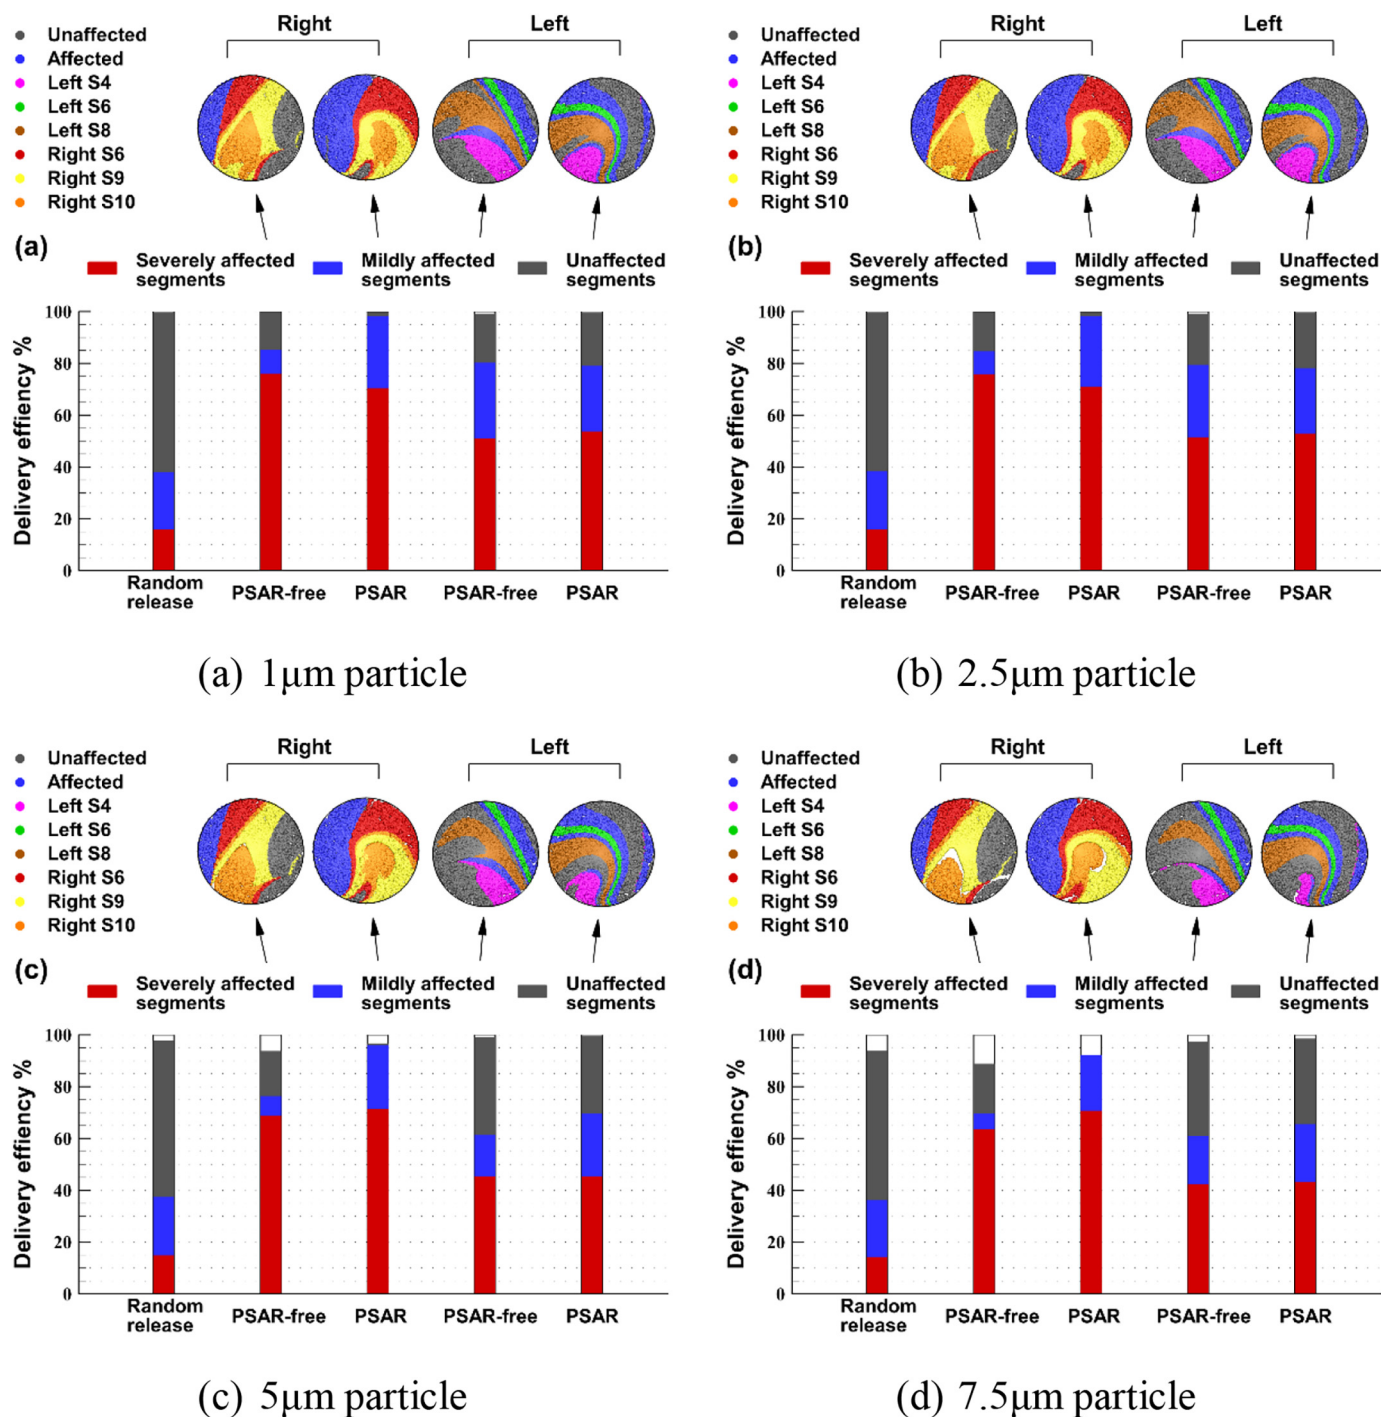 Right
Left
Unaffected
Affected
Left S4
Left S6
Left S8
Right S6
Right S9
Right S10
(a)
Severely affected
segments
Mildly affected
segments
Unaffected
segments
Delivery effiency %
100
80
60
40
20
0
Random
release
PSAR-free
PSAR
PSAR-free
PSAR
(a) 1µm particle
Right
Left
Unaffected
Affected
Left S4
Left S6
Left S8
Right S6
Right S9
Right S10
(b)
Severely affected
segments
Mildly affected
segments
Unaffected
segments
Delivery effiency %
100
80
60
40
20
0
Random
release
PSAR-free
PSAR
PSAR-free
PSAR
(b) 2.5µm particle
Right
Left
Unaffected
Affected
Left S4
Left S6
Left S8
Right S6
Right S9
Right S10
(c)
Severely affected
segments
Mildly affected
segments
Unaffected
segments
Delivery effiency %
100
80
60
40
20
0
Random
release
PSAR-free
PSAR
PSAR-free
PSAR
(c) 5µm particle
Right
Left
Unaffected
Affected
Left S4
Left S6
Left S8
Right S6
Right S9
Right S10
(d)
Severely affected
segments
Mildly affected
segments
Unaffected
segments
Delivery effiency %
100
80
60
40
20
0
Random
release
PSAR-free
PSAR
PSAR-free
PSAR
(d) 7.5µm particle